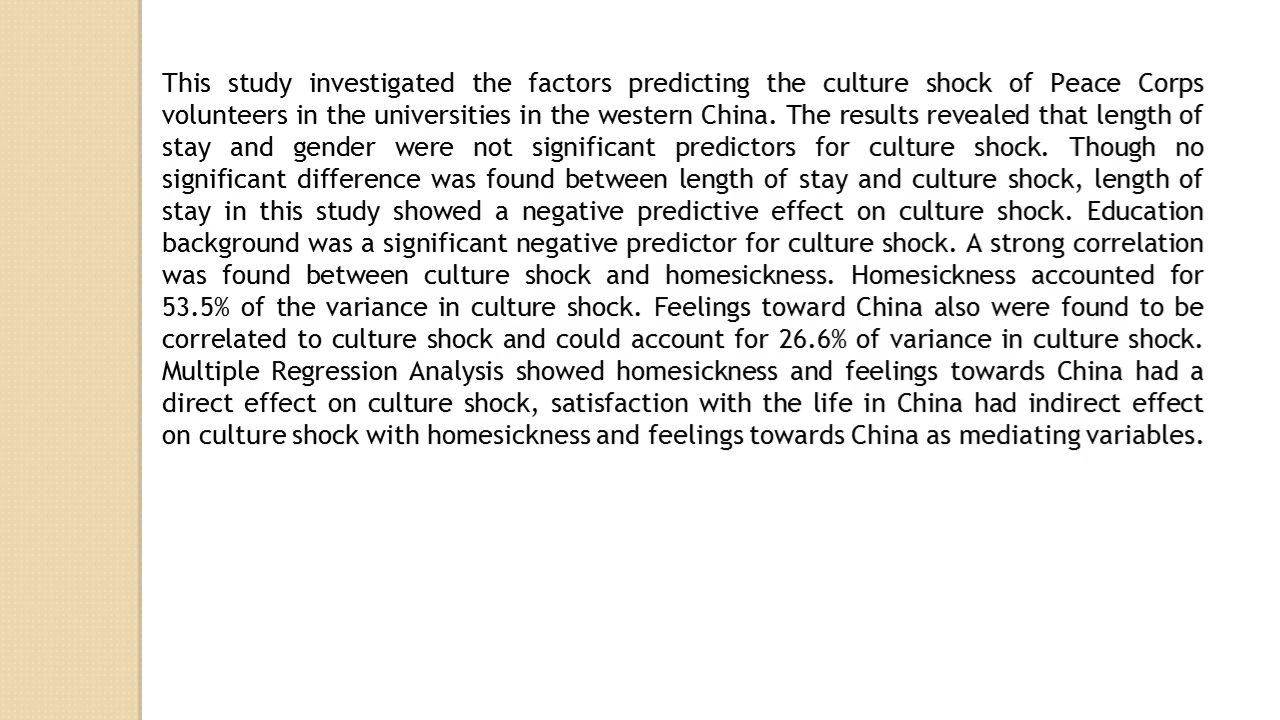 This study investigated the factors predicting the culture shock of Peace Corps
volunteers in the universities in the western China. The results revealed that length of
stay and gender were not significant predictors for culture shock. Though no
significant difference was found between length of stay and culture shock, length of
stay in this study showed a negative predictive effect on culture shock. Education
background was a significant negative predictor for culture shock. A strong correlation
was found between culture shock and homesickness. Homesickness accounted for
53.5% of the variance in culture shock. Feelings toward China also were found to be
correlated to culture shock and could account for 26.6% of variance in culture shock.
Multiple Regression Analysis showed homesickness and feelings towards China had a
direct effect on culture shock, satisfaction with the life in China had indirect effect
on culture shock with homesickness and feelings towards China as mediating variables.